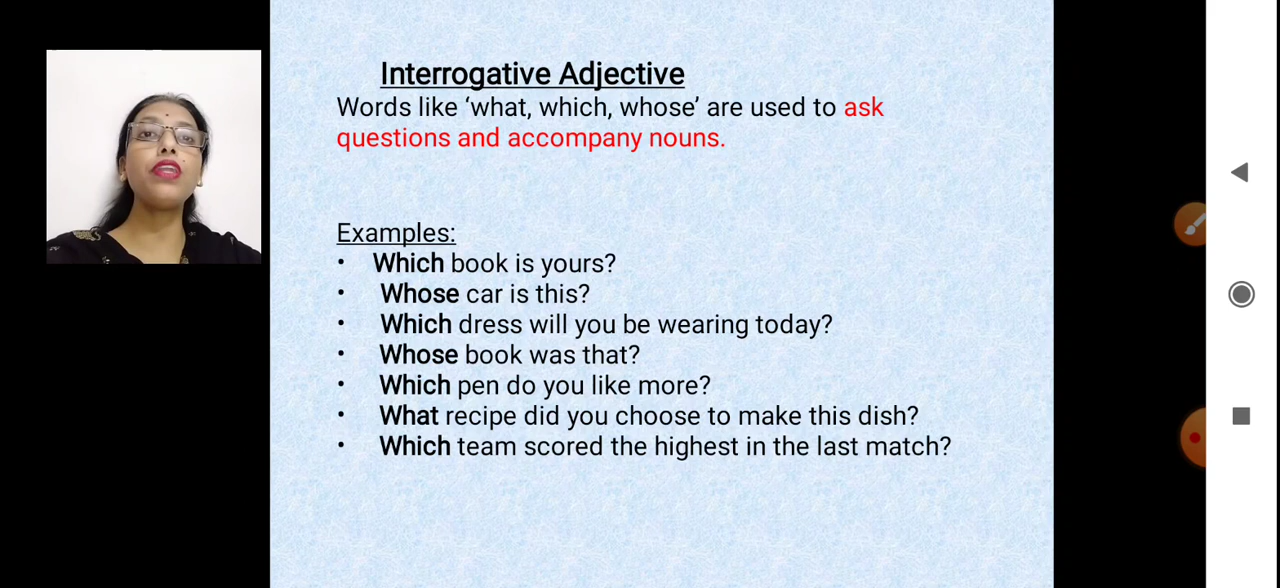 Interrogative Adjective
Words like ‘what, which, whose’ are used to ask
questions and accompany nouns.
Examples:
• Which book is yours?
• Whose car is this?
• Which dress will you be wearing today?
• Whose book was that?
• Which pen do you like more?
• What recipe did you choose to make this dish?
• Which team scored the highest in the last match?